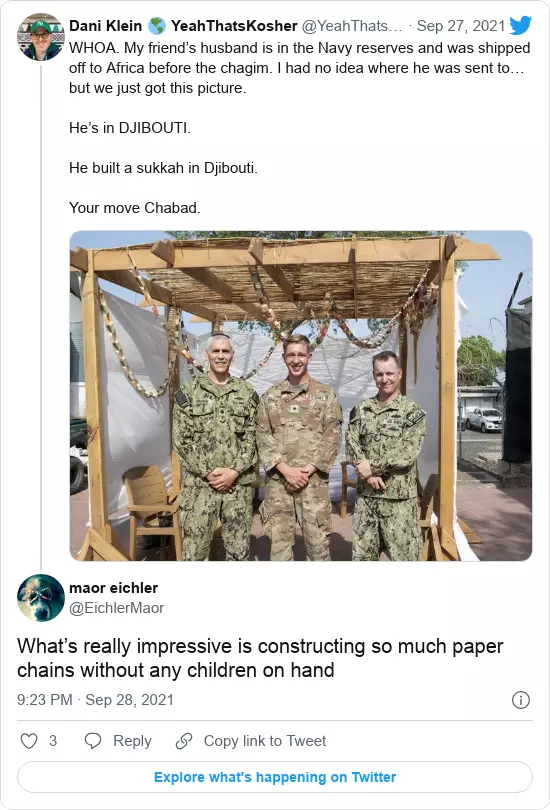 Dani Klein 🌎 YeahThatsKosher @YeahThats… · Sep 27, 2021
WHOA. My friend’s husband is in the Navy reserves and was shipped
off to Africa before the chagim. I had no idea where he was sent to…
but we just got this picture.
He’s in DJIBOUTI.
He built a sukkah in Djibouti.
Your move Chabad.
maor eichler
@EichlerMaor
What’s really impressive is constructing so much paper
chains without any children on hand
9:23 PM · Sep 28, 2021
3 Reply Copy link to Tweet
Explore what's happening on Twitter